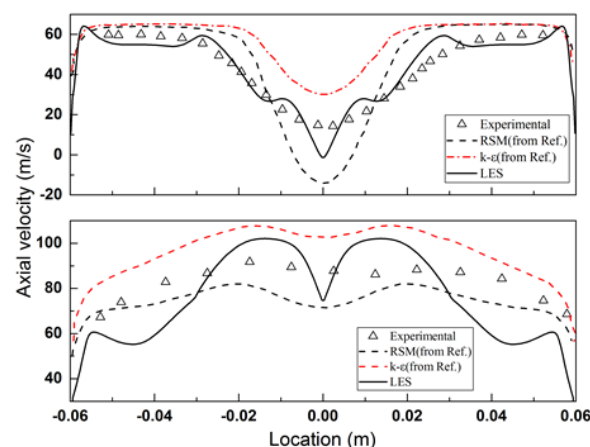 60
40
20
0
-20
Experimental
RSM(from Ref.)
k-ε(from Ref.)
LES
Axial velocity (m/s)
100
80
60
40
Experimental
RSM(from Ref.)
k-ε(from Ref.)
LES
-0.06 -0.04 -0.02 0.00 0.02 0.04 0.06
Location (m)